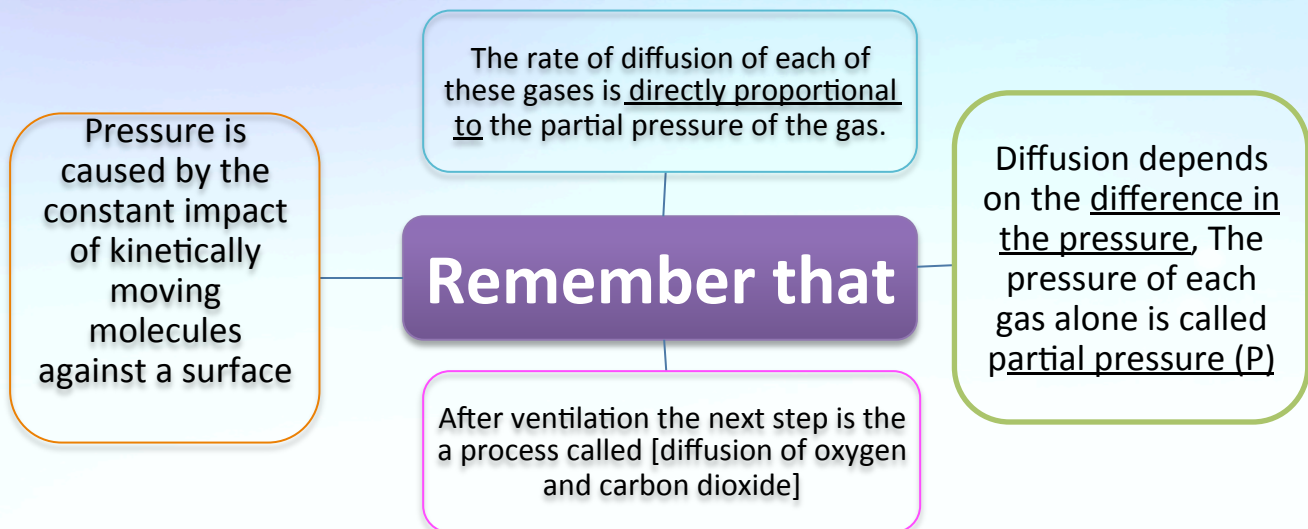 The rate of diffusion of each of
these gases is directly proportional
to the partial pressure of the gas.
Pressure is
caused by the
constant impact
of kinetically
moving
molecules
against a surface
Remember that
Diffusion depends
on the difference in
the pressure, The
pressure of each
gas alone is called
partial pressure (P)
After ventilation the next step is the
a process called [diffusion of oxygen
and carbon dioxide]